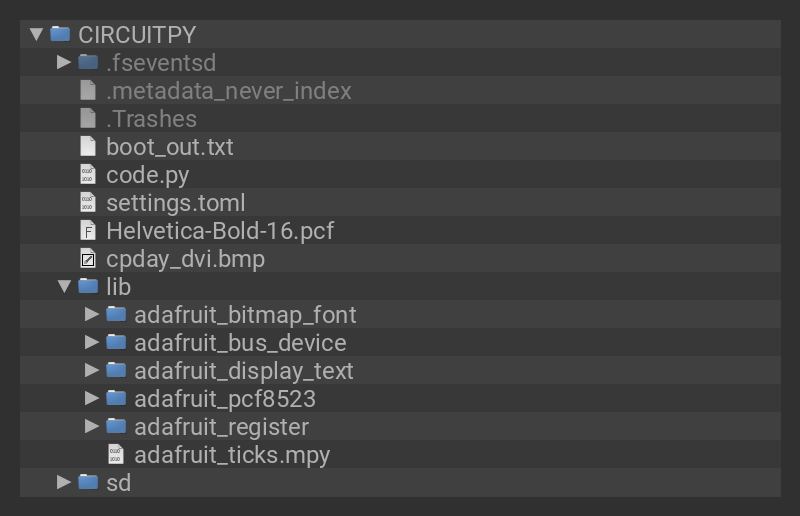 CIRCUITPY
.fseventsd
.metadata_never_index
.Trashes
boot_out.txt
code.py
settings.toml
Helvetica-Bold-16.pcf
cpday_dvi.bmp
lib
adafruit_bitmap_font
adafruit_bus_device
adafruit_display_text
adafruit_pcf8523
adafruit_register
adafruit_ticks.mpy
sd